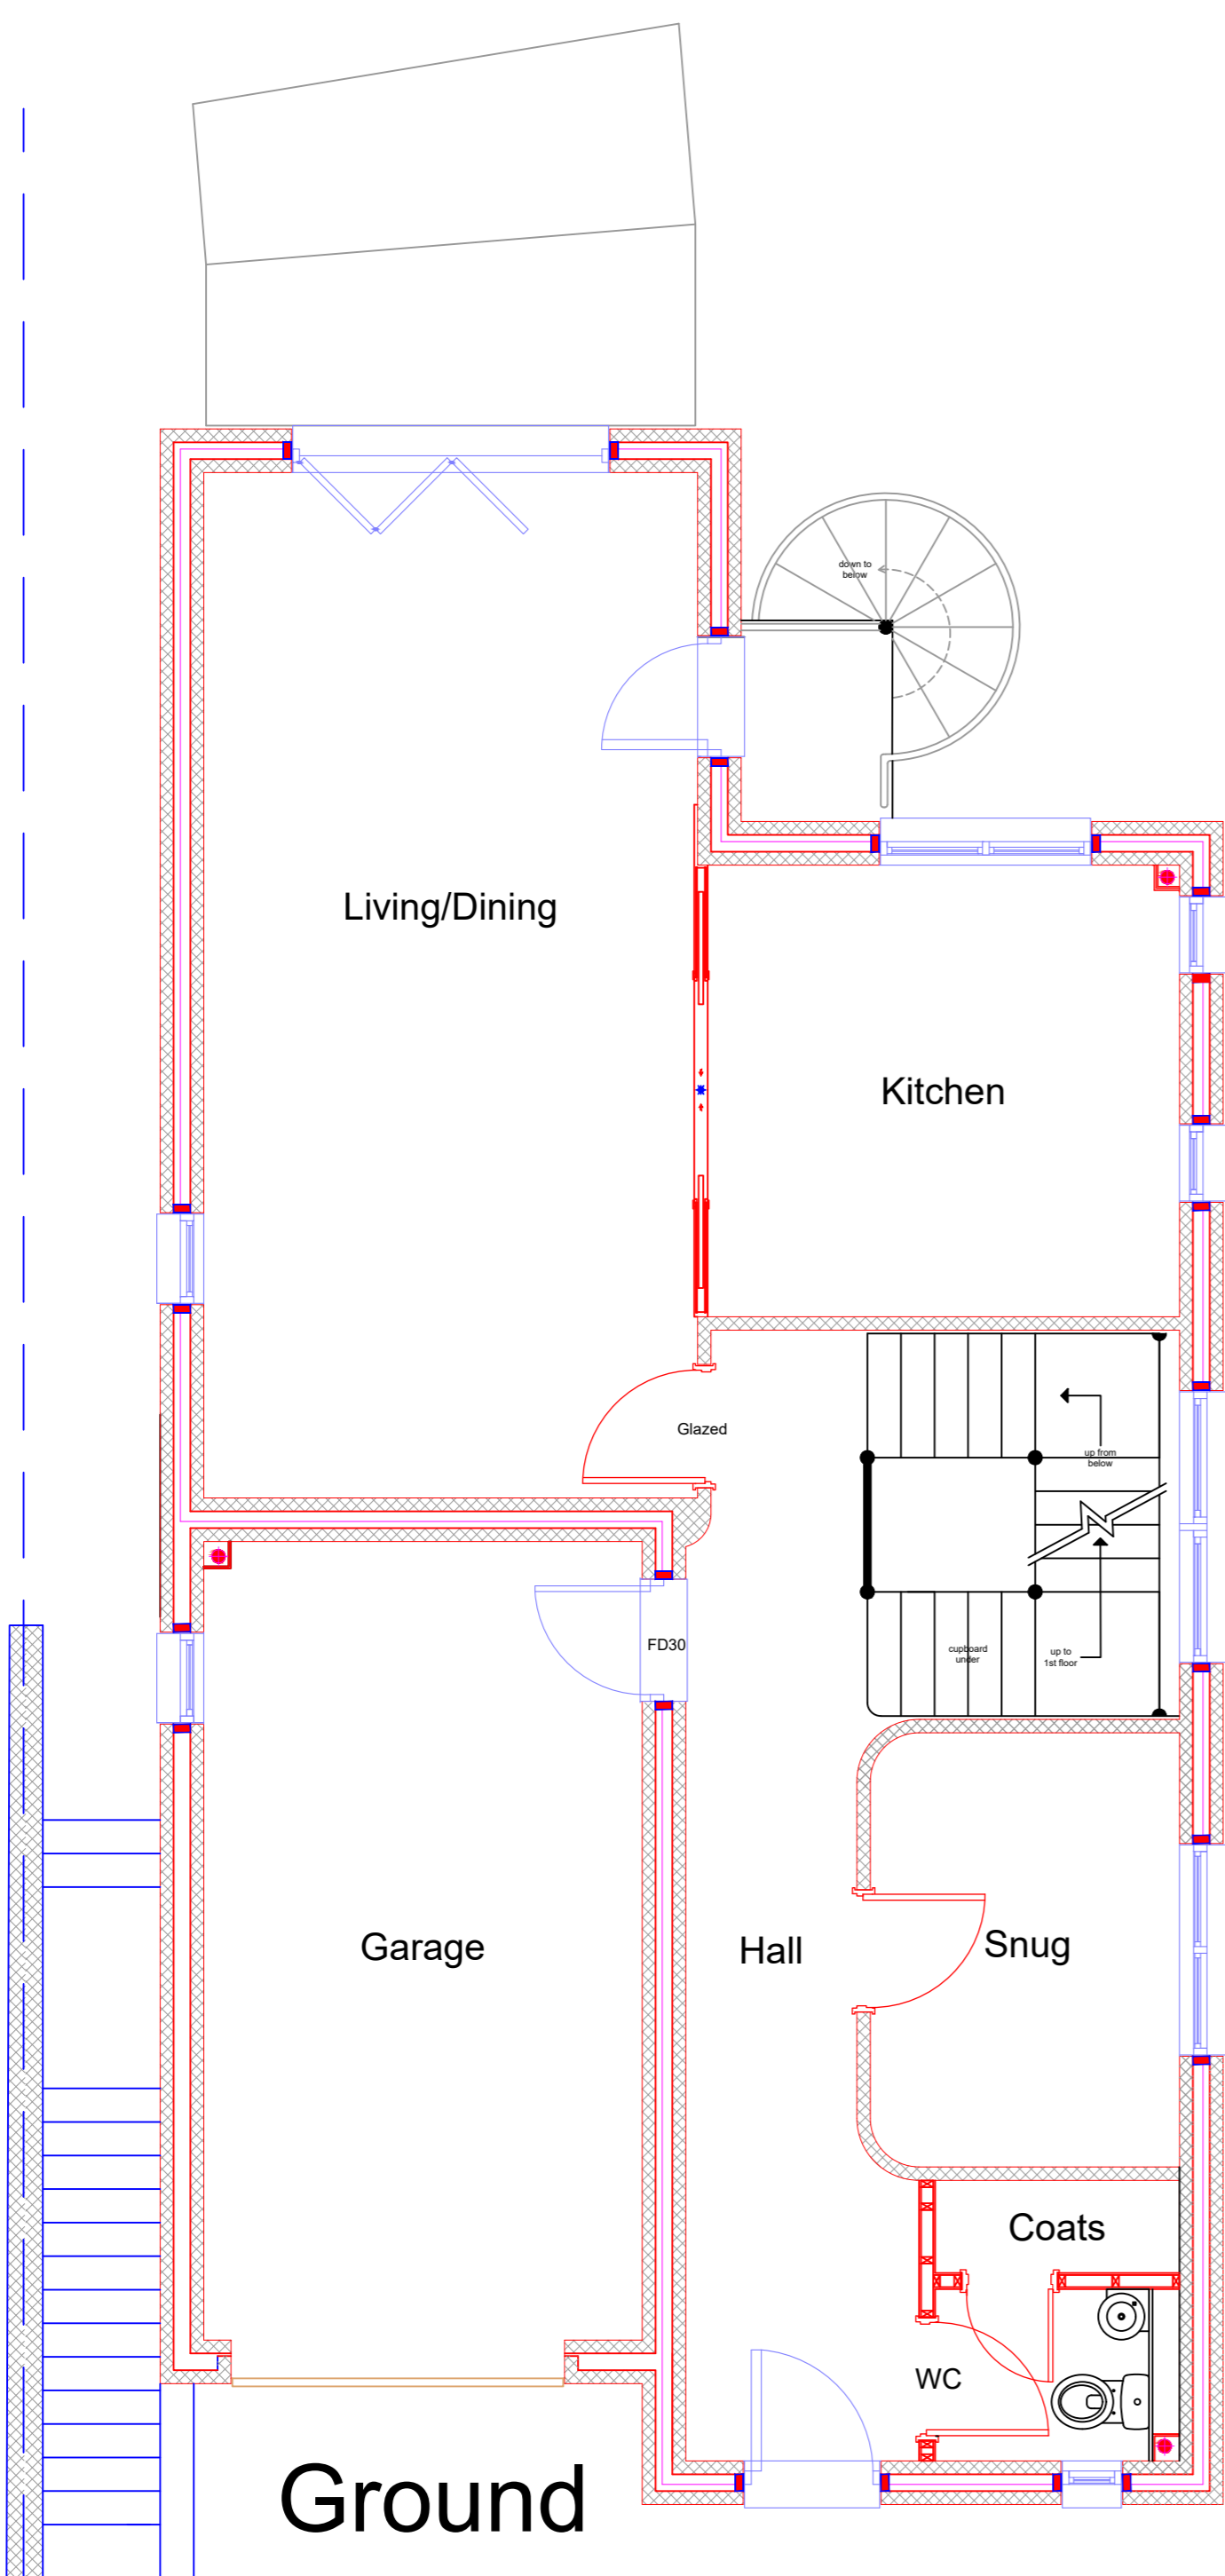 down to
below
Living/Dining
Kitchen
Glazed
up from
below
FD30
cupboard
under
up to
1st floor
Garage
Hall
Snug
Coats
WC
Ground